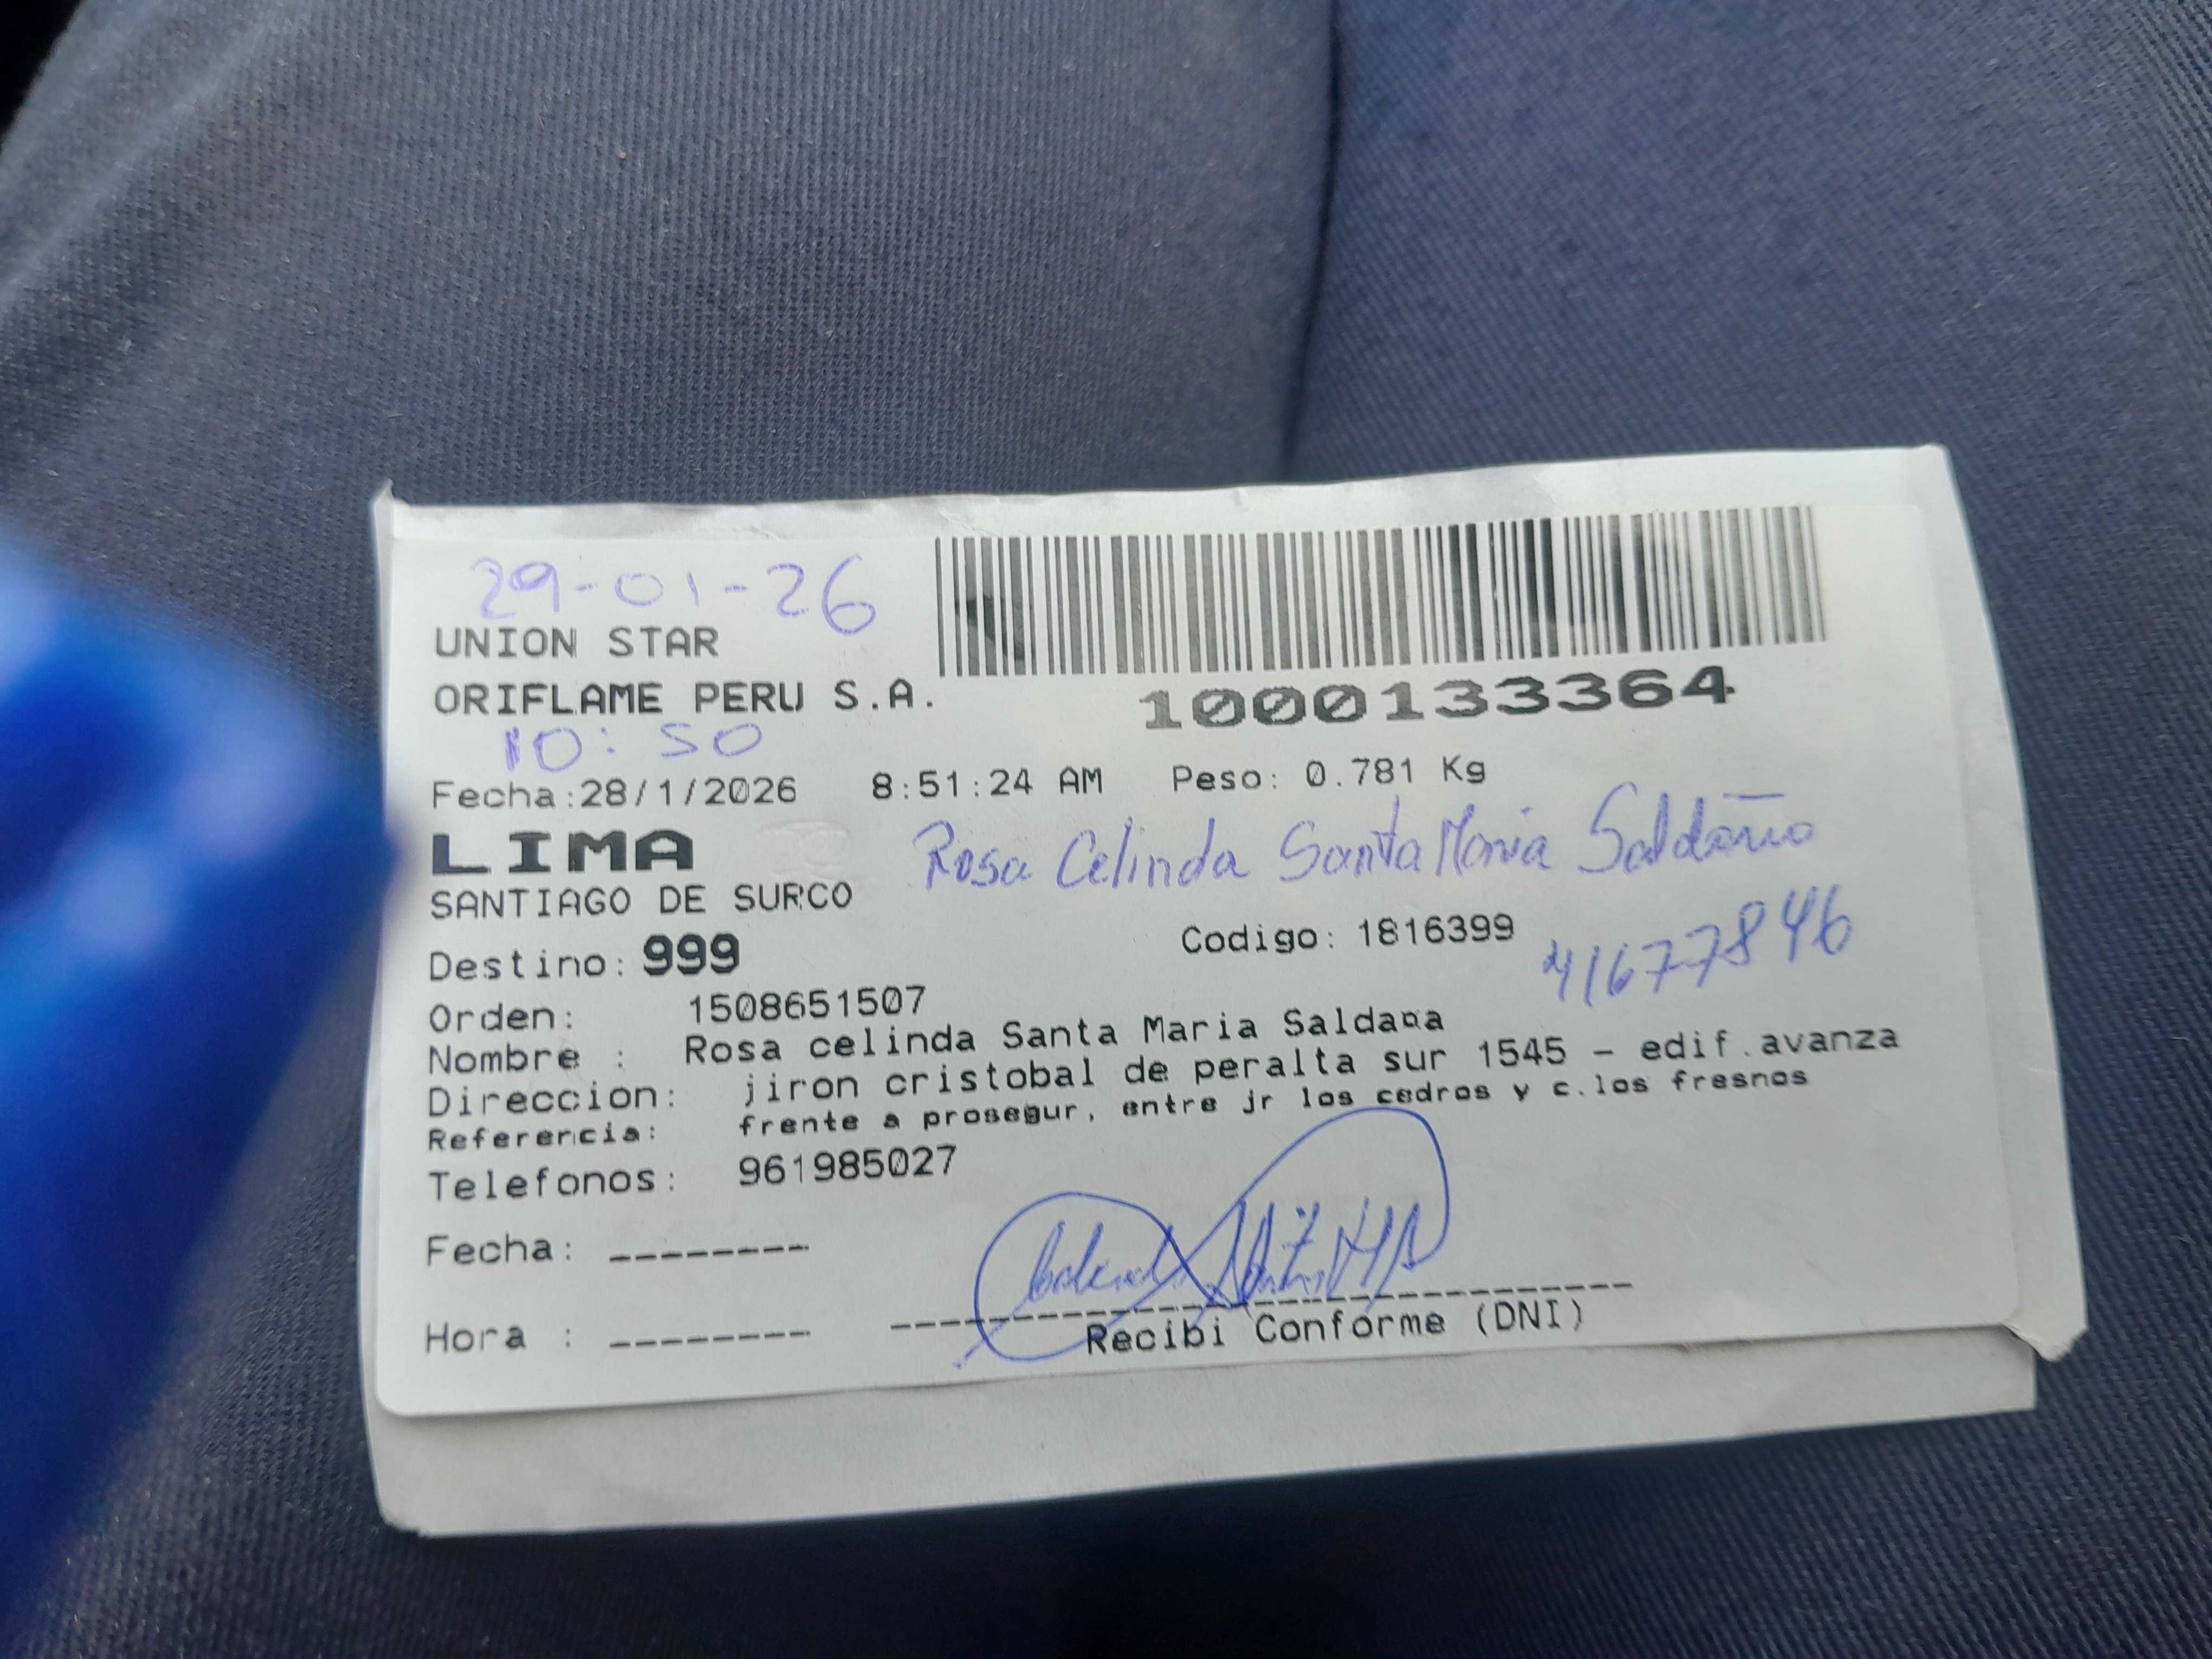 29-01-26
UNION STAR
ORIFLAME PERU S.A.
1000133364
10:50
Fecha:28/1/2026 8:51:24 AM Peso: 0.781 Kg
LIMA
Rosa Celinda Santa Maria Saldaña
SANTIAGO DE SURCO
Codigo: 1816399
41677846
Destino: 999
Orden: 1508651507
Nombre : Rosa celinda Santa Maria Saldaña
Direccion: jiron cristobal de peralta sur 1545 - edif.avanza
Referencia: frente a prosegur, entre jr los cedros y c.los fresnos
Telefonos: 961985027
Fecha: --------
Hora : --------
Recibi Conforme (DNI)